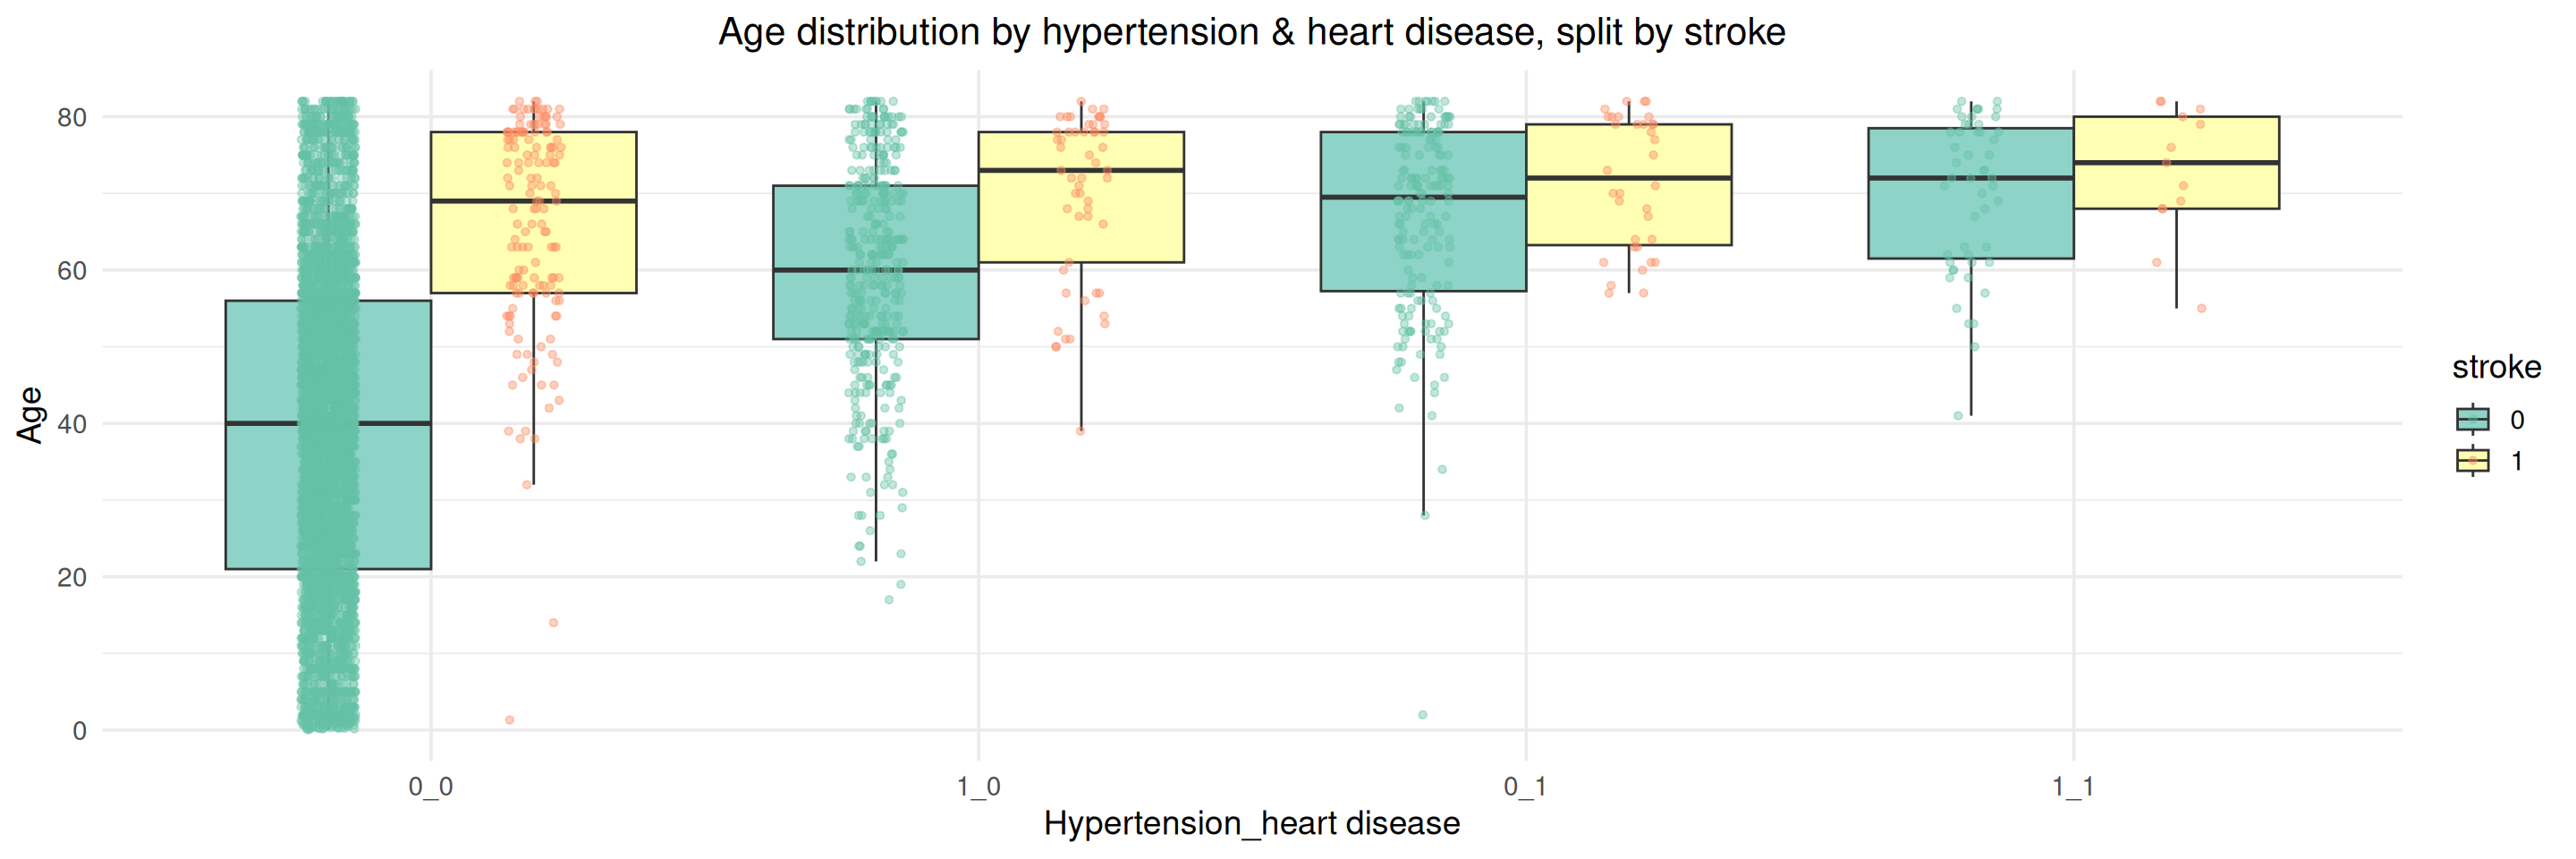 Age distribution by hypertension & heart disease, split by stroke
Age
80
60
40
20
0
0_0
1_0
0_1
1_1
Hypertension_heart disease
stroke
0
1